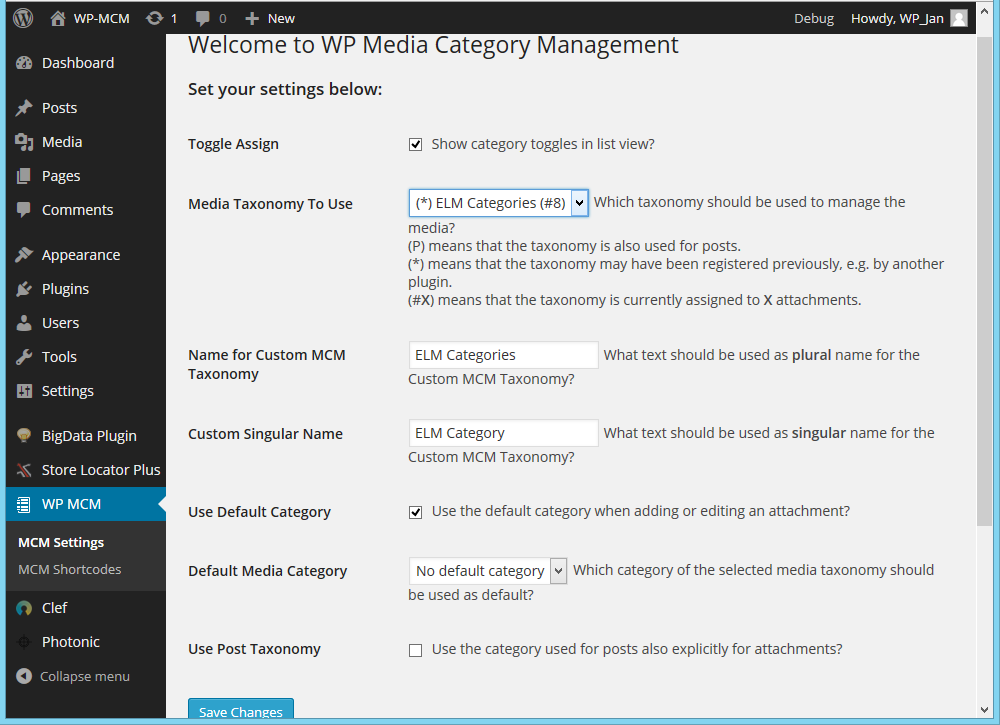 WP-MCM 1 0 + New Debug Howdy, WP_Jan
Dashboard
Posts
Media
Pages
Comments
Appearance
Plugins
Users
Tools
Settings
BigData Plugin
Store Locator Plus
WP MCM
MCM Settings
MCM Shortcodes
Clef
Photonic
Collapse menu
Welcome to WP Media Category Management
Set your settings below:
Toggle Assign
Show category toggles in list view?
Media Taxonomy To Use
(*) ELM Categories (#8) Which taxonomy should be used to manage the
media?
(P) means that the taxonomy is also used for posts.
(*) means that the taxonomy may have been registered previously, e.g. by another
plugin.
(#X) means that the taxonomy is currently assigned to X attachments.
Name for Custom MCM
Taxonomy
ELM Categories What text should be used as plural name for the
Custom MCM Taxonomy?
Custom Singular Name
ELM Category What text should be used as singular name for the
Custom MCM Taxonomy?
Use Default Category
Use the default category when adding or editing an attachment?
Default Media Category
No default category Which category of the selected media taxonomy should
be used as default?
Use Post Taxonomy
Use the category used for posts also explicitly for attachments?
Save Changes